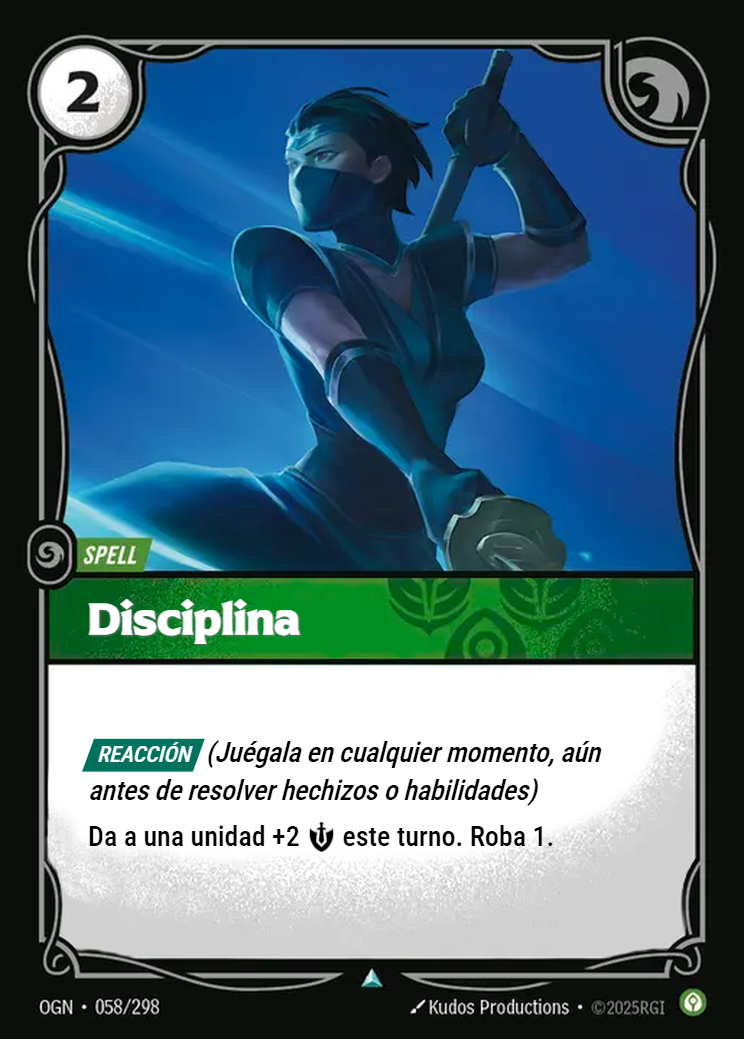 2
SPELL
Disciplina
REACCIÓN (Juégala en cualquier momento, aún
antes de resolver hechizos o habilidades)
Da a una unidad +2 este turno. Roba 1.
OGN • 058/298
Kudos Productions • ©2025RGI